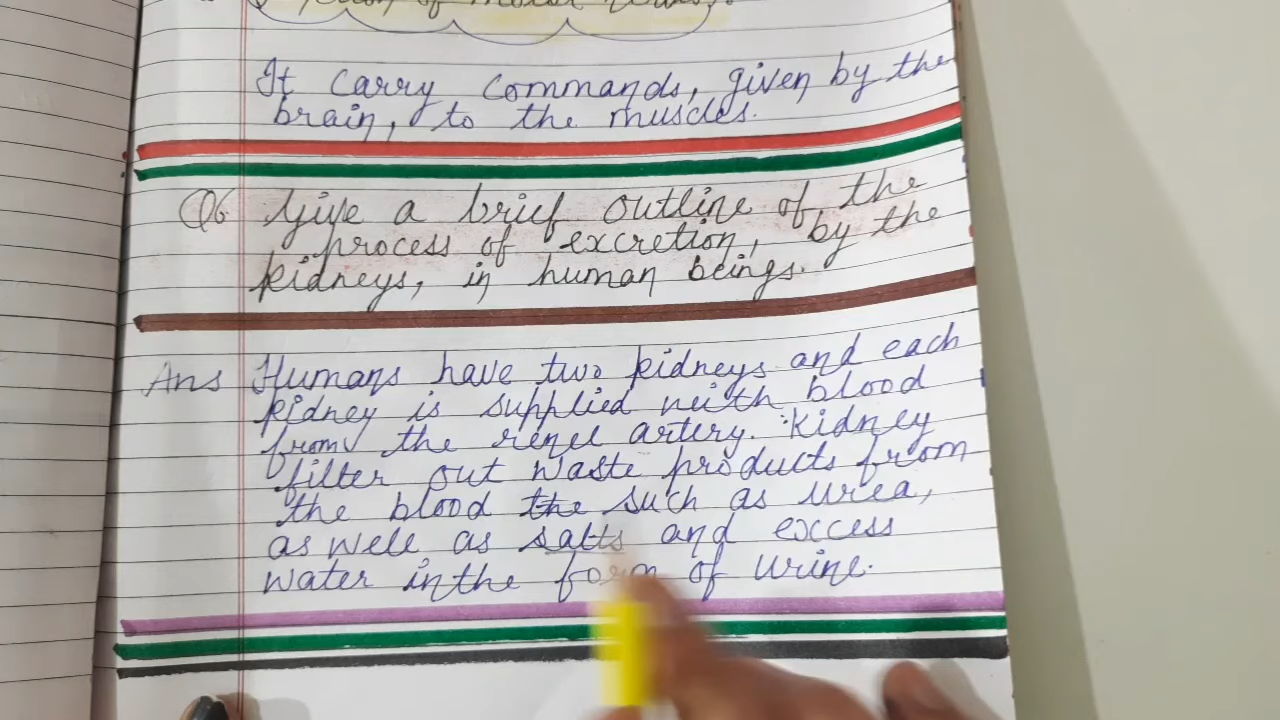 of motor
It carry commands, given by the
brain, to the muscles.
Q6 Give a brief outline of the
process of excretion, by the
kidneys, in human beings.
Ans Humans have two kidneys and each
kidney is supplied with blood
from the renel artery. Kidney
filter out waste products from
the blood the such as urea,
as well as salts and excess
water in the form of urine.